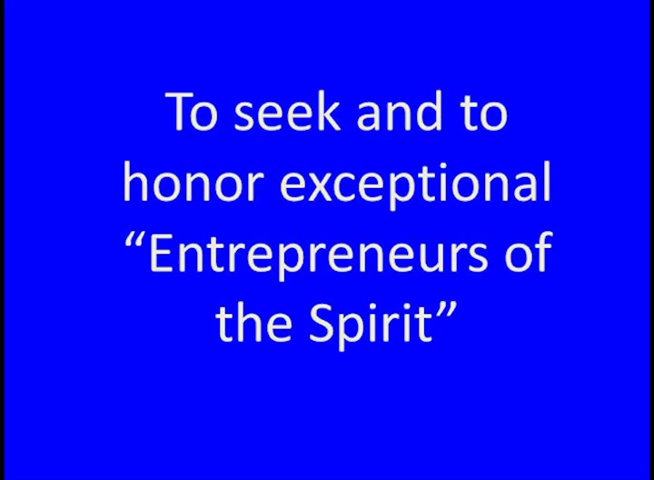 To seek and to
honor exceptional
“Entrepreneurs of
the Spirit”